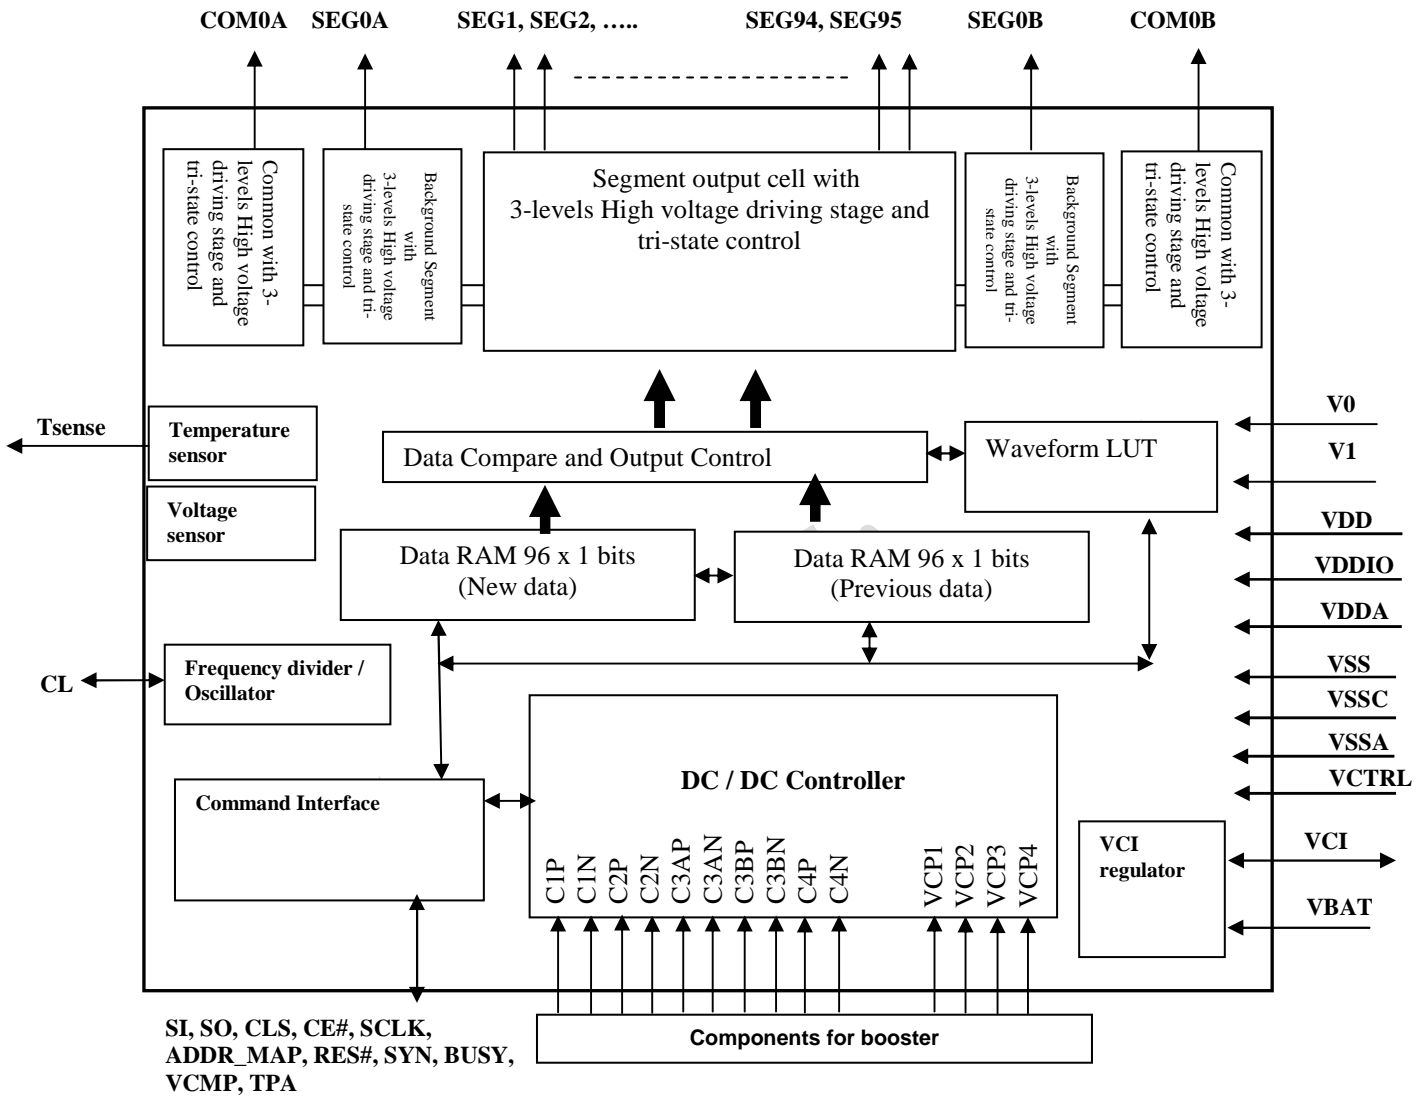 COM0A SEG0A SEG1, SEG2, ..... SEG94, SEG95 SEG0B COM0B
Common with 3-
levels High voltage
driving stage and
tri-state control
Background Segment
with
3-levels High voltage
driving stage and tri-
state control
Segment output cell with
3-levels High voltage driving stage and
tri-state control
Background Segment
with
3-levels High voltage
driving stage and tri-
state control
Common with 3-
levels High voltage
driving stage and
tri-state control
Tsense
Temperature
sensor
Voltage
sensor
Data Compare and Output Control
Waveform LUT
V0
V1
VDD
VDDIO
VDDA
VSS
VSSC
VSSA
VCTRL
Data RAM 96 x 1 bits
(New data)
Data RAM 96 x 1 bits
(Previous data)
CL
Frequency divider /
Oscillator
DC / DC Controller
Command Interface
C1P
C1N
C2P
C2N
C3AP
C3AN
C3BP
C3BN
C4P
C4N
VCP1
VCP2
VCP3
VCP4
VCI
regulator
VCI
VBAT
SI, SO, CLS, CE#, SCLK,
ADDR_MAP, RES#, SYN, BUSY,
VCMP, TPA
Components for booster